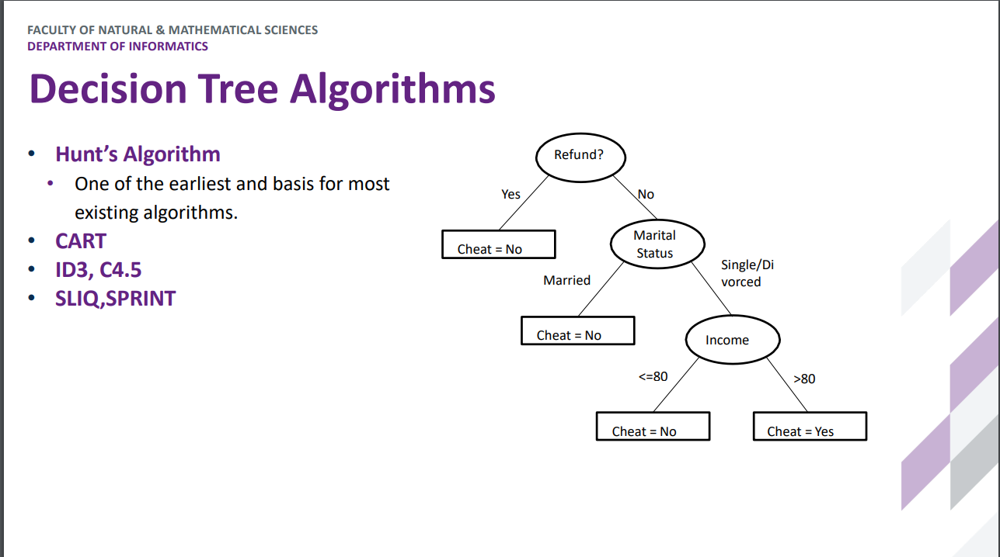 FACULTY OF NATURAL & MATHEMATICAL SCIENCES
DEPARTMENT OF INFORMATICS
Decision Tree Algorithms
• Hunt’s Algorithm
• One of the earliest and basis for most
existing algorithms.
• CART
• ID3, C4.5
• SLIQ,SPRINT
Refund?
Yes
No
Cheat = No
Marital
Status
Married
Single/Di
vorced
Cheat = No
Income
<=80
>80
Cheat = No
Cheat = Yes